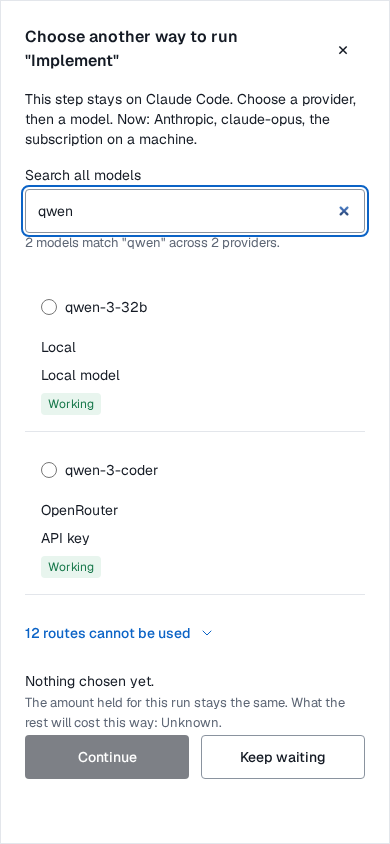 Choose another way to run
"Implement"
This step stays on Claude Code. Choose a provider,
then a model. Now: Anthropic, claude-opus, the
subscription on a machine.
Search all models
qwen
2 models match "qwen" across 2 providers.
qwen-3-32b
Local
Local model
Working
qwen-3-coder
OpenRouter
API key
Working
12 routes cannot be used
Nothing chosen yet.
The amount held for this run stays the same. What the
rest will cost this way: Unknown.
Continue
Keep waiting